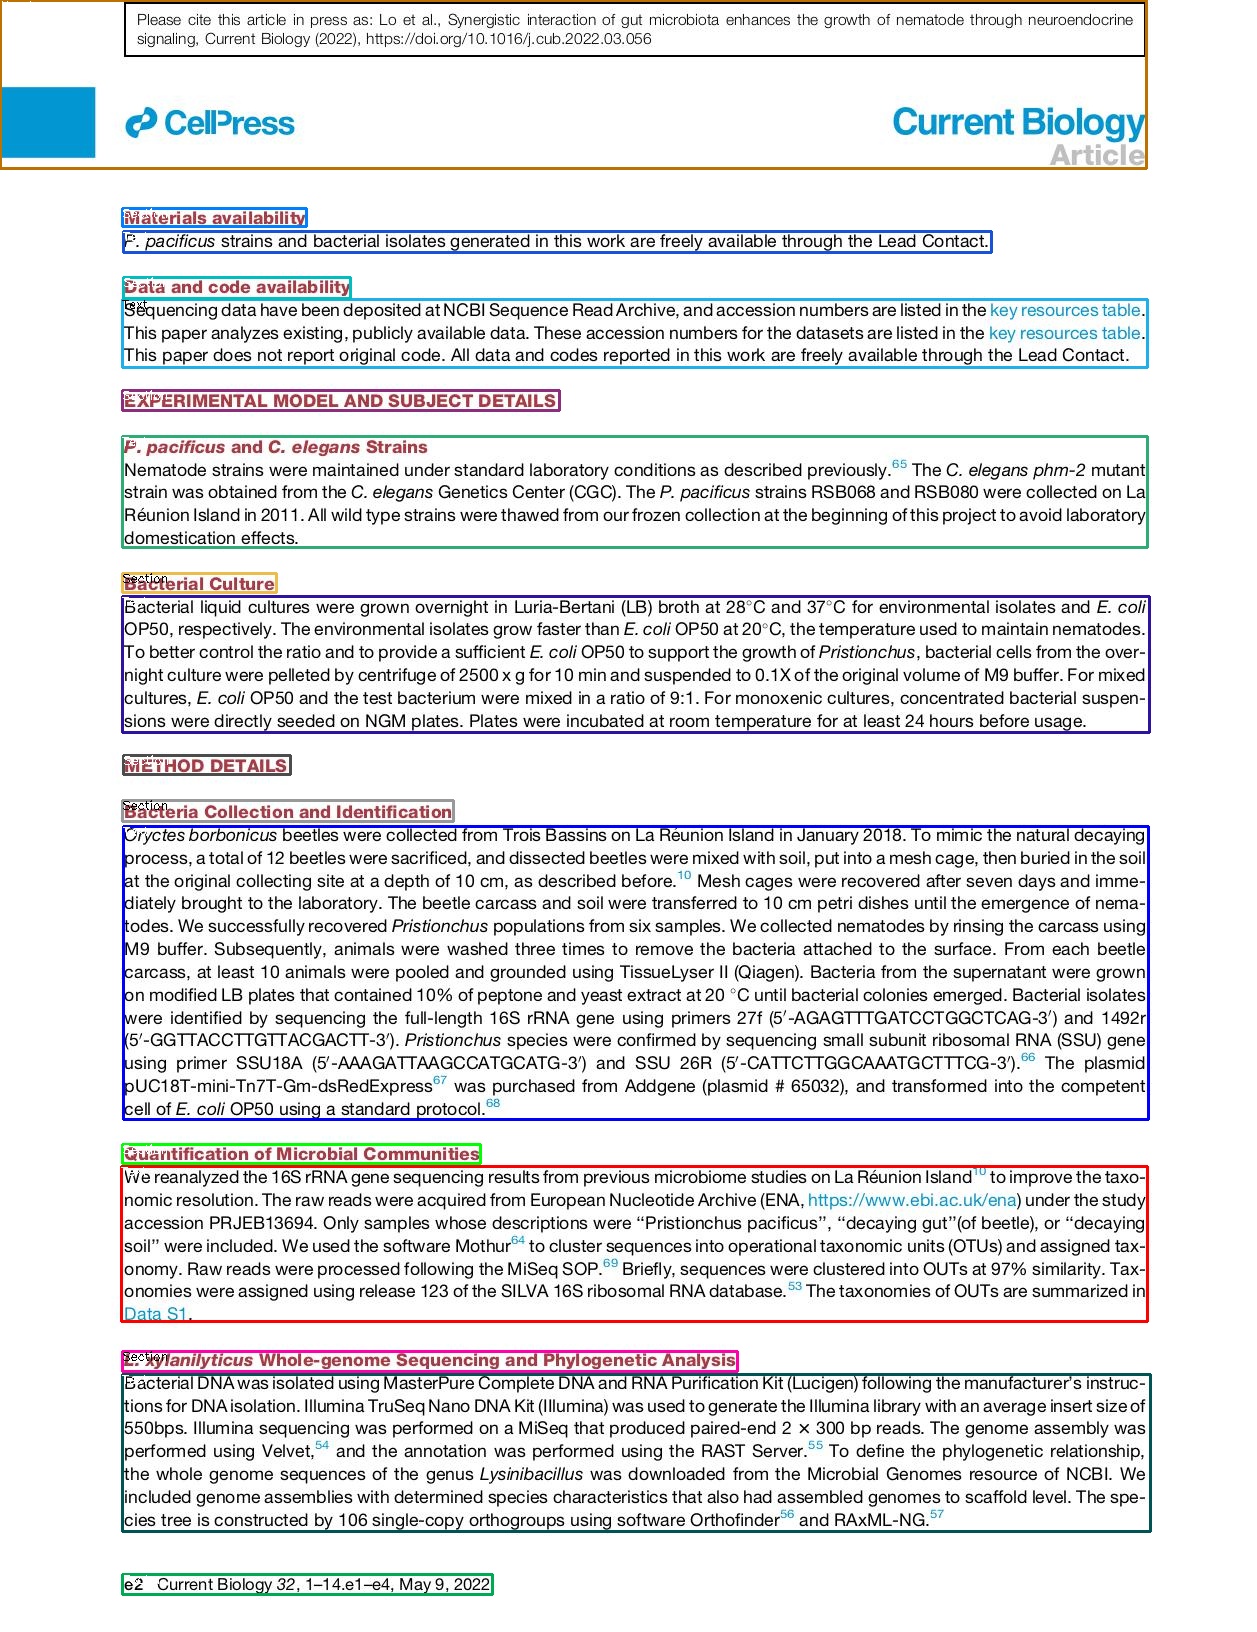 Please cite this article in press as: Lo et al., Synergistic interaction of gut microbiota enhances the growth of nematode through neuroendocrine
signaling, Current Biology (2022), https://doi.org/10.1016/j.cub.2022.03.056
CellPress
Current Biology
Article
Section
Materials availability
P. pacificus strains and bacterial isolates generated in this work are freely available through the Lead Contact.
Section
Data and code availability
Text
Sequencing data have been deposited at NCBI Sequence Read Archive, and accession numbers are listed in the key resources table.
This paper analyzes existing, publicly available data. These accession numbers for the datasets are listed in the key resources table.
This paper does not report original code. All data and codes reported in this work are freely available through the Lead Contact.
Section
EXPERIMENTAL MODEL AND SUBJECT DETAILS
P. pacificus and C. elegans Strains
Nematode strains were maintained under standard laboratory conditions as described previously.65 The C. elegans phm-2 mutant
strain was obtained from the C. elegans Genetics Center (CGC). The P. pacificus strains RSB068 and RSB080 were collected on La
Réunion Island in 2011. All wild type strains were thawed from our frozen collection at the beginning of this project to avoid laboratory
domestication effects.
Section
Bacterial Culture
Bacterial liquid cultures were grown overnight in Luria-Bertani (LB) broth at 28°C and 37°C for environmental isolates and E. coli
OP50, respectively. The environmental isolates grow faster than E. coli OP50 at 20°C, the temperature used to maintain nematodes.
To better control the ratio and to provide a sufficient E. coli OP50 to support the growth of Pristionchus, bacterial cells from the over-
night culture were pelleted by centrifuge of 2500 x g for 10 min and suspended to 0.1X of the original volume of M9 buffer. For mixed
cultures, E. coli OP50 and the test bacterium were mixed in a ratio of 9:1. For monoxenic cultures, concentrated bacterial suspen-
sions were directly seeded on NGM plates. Plates were incubated at room temperature for at least 24 hours before usage.
Section
METHOD DETAILS
Section
Bacteria Collection and Identification
Oryctes borbonicus beetles were collected from Trois Bassins on La Réunion Island in January 2018. To mimic the natural decaying
process, a total of 12 beetles were sacrificed, and dissected beetles were mixed with soil, put into a mesh cage, then buried in the soil
at the original collecting site at a depth of 10 cm, as described before.10 Mesh cages were recovered after seven days and imme-
diately brought to the laboratory. The beetle carcass and soil were transferred to 10 cm petri dishes until the emergence of nema-
todes. We successfully recovered Pristionchus populations from six samples. We collected nematodes by rinsing the carcass using
M9 buffer. Subsequently, animals were washed three times to remove the bacteria attached to the surface. From each beetle
carcass, at least 10 animals were pooled and grounded using TissueLyser II (Qiagen). Bacteria from the supernatant were grown
on modified LB plates that contained 10% of peptone and yeast extract at 20 °C until bacterial colonies emerged. Bacterial isolates
were identified by sequencing the full-length 16S rRNA gene using primers 27f (5′-AGAGTTTGATCCTGGCTCAG-3′) and 1492r
(5′-GGTTACCTTGTTACGACTT-3′). Pristionchus species were confirmed by sequencing small subunit ribosomal RNA (SSU) gene
using primer SSU18A (5′-AAAGATTAAGCCATGCATG-3′) and SSU 26R (5′-CATTCTTGGCAAATGCTTTCG-3′).66 The plasmid
pUC18T-mini-Tn7T-Gm-dsRedExpress67 was purchased from Addgene (plasmid # 65032), and transformed into the competent
cell of E. coli OP50 using a standard protocol.68
Section
Quantification of Microbial Communities
We reanalyzed the 16S rRNA gene sequencing results from previous microbiome studies on La Réunion Island10 to improve the taxo-
nomic resolution. The raw reads were acquired from European Nucleotide Archive (ENA, https://www.ebi.ac.uk/ena) under the study
accession PRJEB13694. Only samples whose descriptions were “Pristionchus pacificus”, “decaying gut”(of beetle), or “decaying
soil” were included. We used the software Mothur64 to cluster sequences into operational taxonomic units (OTUs) and assigned tax-
onomy. Raw reads were processed following the MiSeq SOP.69 Briefly, sequences were clustered into OUTs at 97% similarity. Tax-
onomies were assigned using release 123 of the SILVA 16S ribosomal RNA database.53 The taxonomies of OUTs are summarized in
Data S1.
Section
L. xylanilyticus Whole-genome Sequencing and Phylogenetic Analysis
Bacterial DNA was isolated using MasterPure Complete DNA and RNA Purification Kit (Lucigen) following the manufacturer’s instruc-
tions for DNA isolation. Illumina TruSeq Nano DNA Kit (Illumina) was used to generate the Illumina library with an average insert size of
550bps. Illumina sequencing was performed on a MiSeq that produced paired-end 2 × 300 bp reads. The genome assembly was
performed using Velvet,54 and the annotation was performed using the RAST Server.55 To define the phylogenetic relationship,
the whole genome sequences of the genus Lysinibacillus was downloaded from the Microbial Genomes resource of NCBI. We
included genome assemblies with determined species characteristics that also had assembled genomes to scaffold level. The spe-
cies tree is constructed by 106 single-copy orthogroups using software Orthofinder56 and RAxML-NG.57
e2 Current Biology 32, 1–14.e1–e4, May 9, 2022